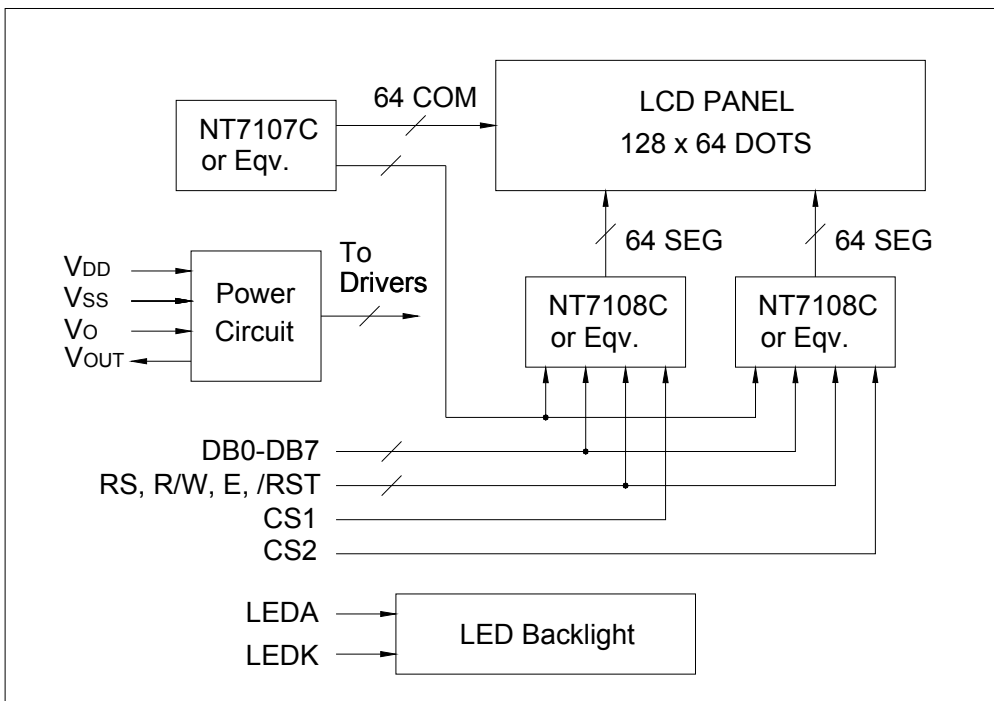 64 COM
LCD PANEL
128 x 64 DOTS
NT7107C
or Eqv.
64 SEG
64 SEG
To
Drivers
VDD
VSS
VO
VOUT
Power
Circuit
NT7108C
or Eqv.
NT7108C
or Eqv.
DB0-DB7
RS, R/W, E, /RST
CS1
CS2
LEDA
LEDK
LED Backlight